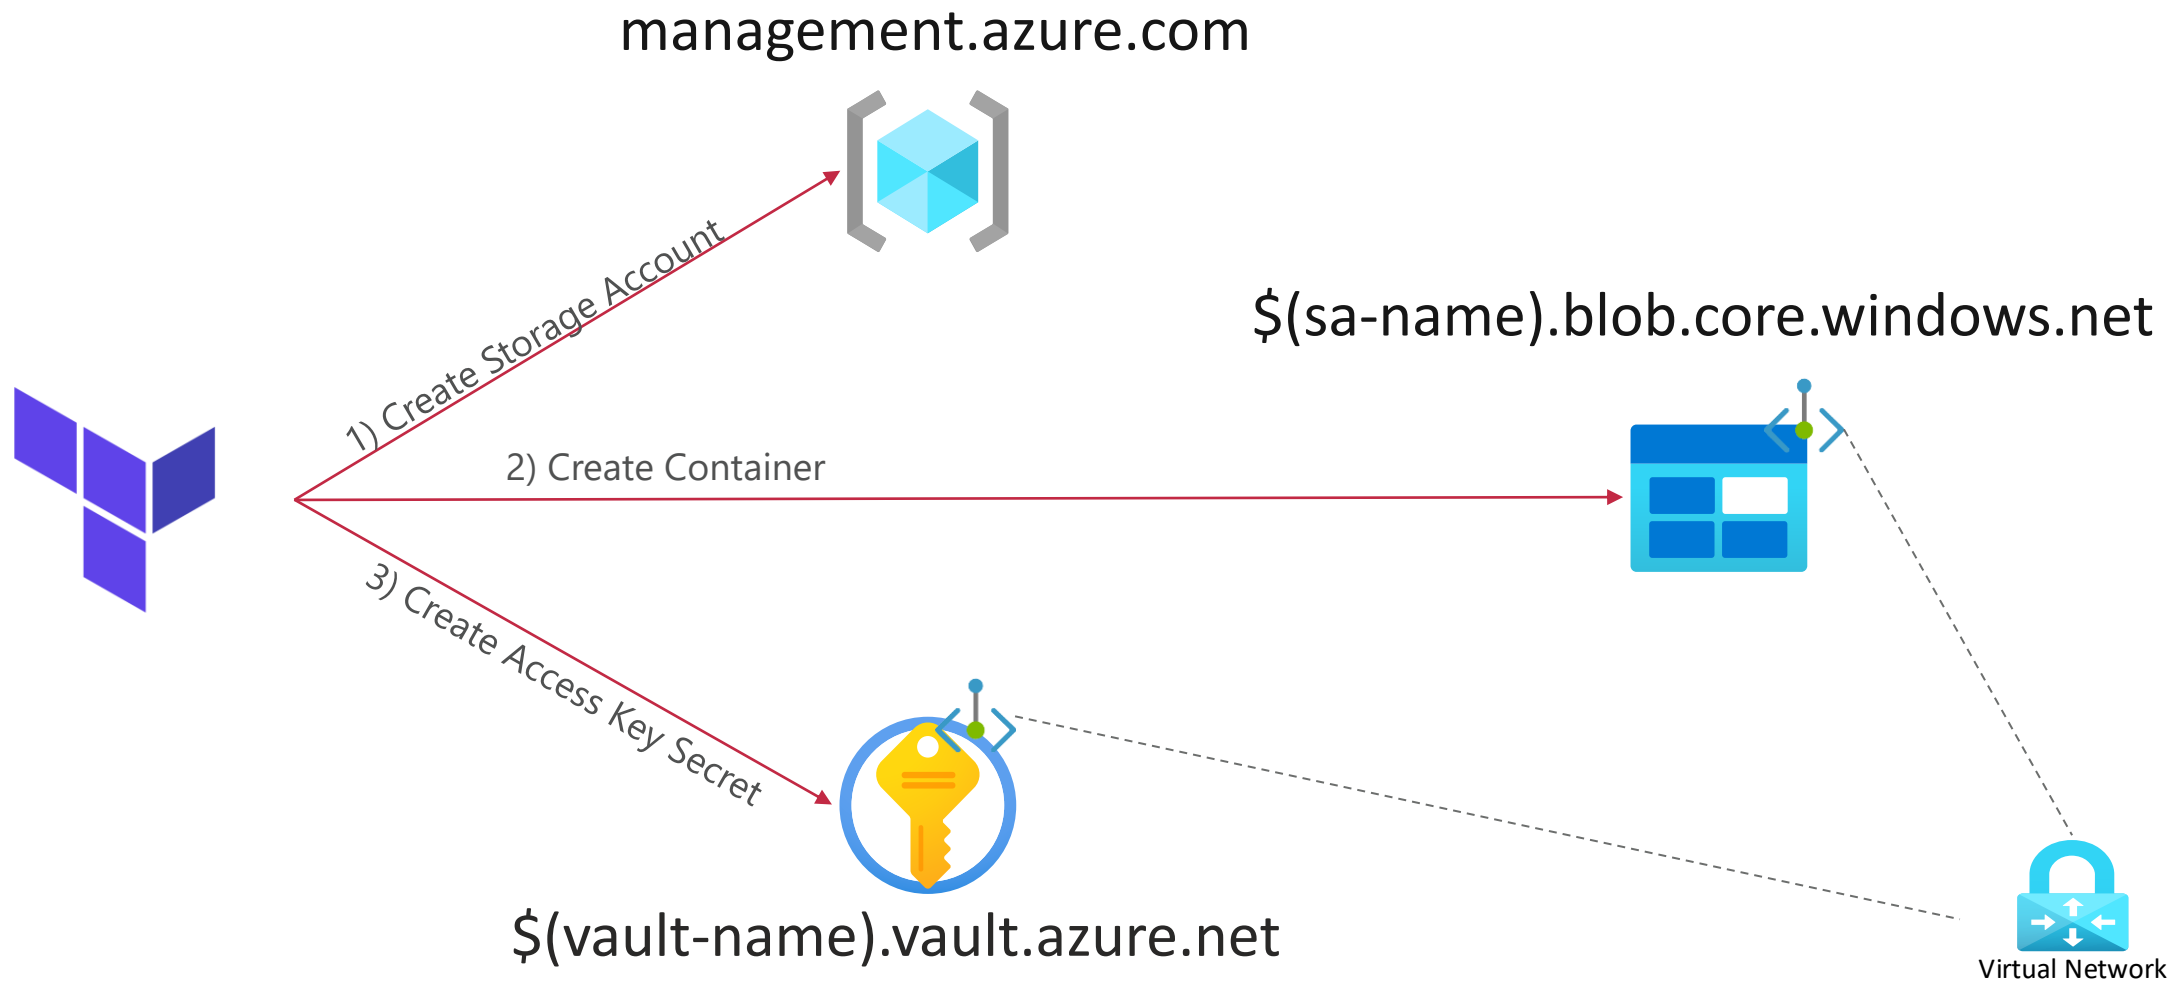 management.azure.com
1) Create Storage Account
$(sa-name).blob.core.windows.net
2) Create Container
3) Create Access Key Secret
$(vault-name).vault.azure.net
Virtual Network